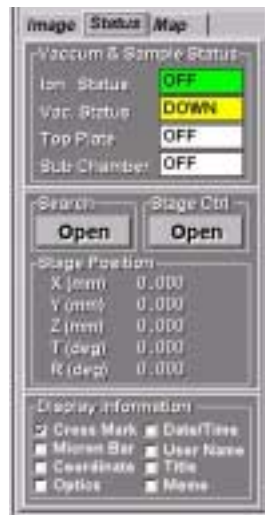 Image Status Map
Vaccum & Sample Status
Ion Status OFF
Vac. Status DOWN
Top Plate OFF
Sub Chamber OFF
Search Stage Ctrl
Open Open
Stage Position
X (mm) 0.000
Y (mm) 0.000
Z (mm) 0.000
T (deg) 0.000
R (deg) 0.000
Display Information
Cross Mark Date/Time
Micron Bar User Name
Coordinate Title
Optics Memo